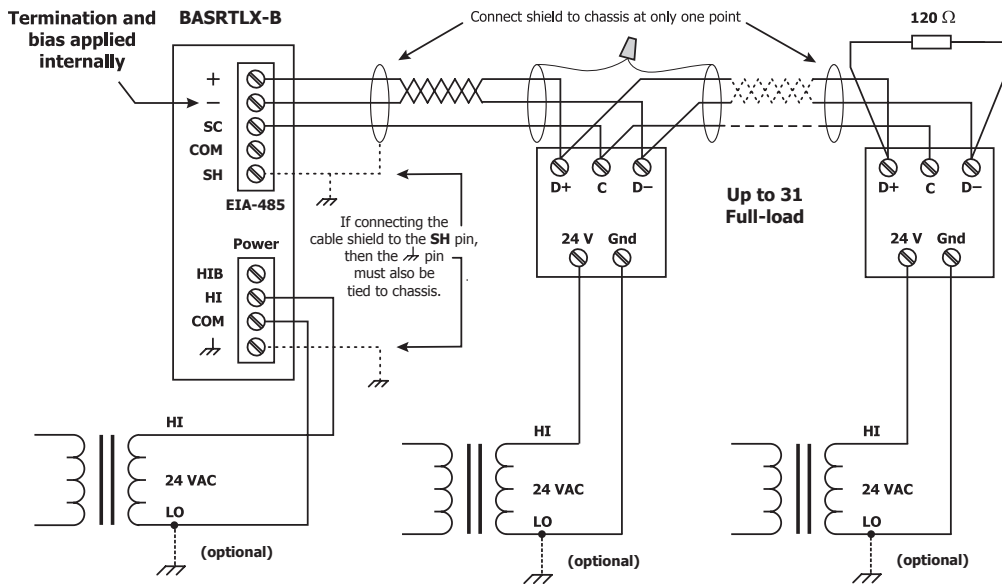 Termination and
bias applied
internally
BASRTLX-B
Connect shield to chassis at only one point
120 Ω
+
−
SC
COM
SH
EIA-485
Power
HIB
HI
COM
If connecting the
cable shield to the SH pin,
then the pin
must also be
tied to chassis.
D+ C D−
24 V Gnd
Up to 31
Full-load
D+ C D−
24 V Gnd
HI
24 VAC
LO
(optional)
HI
24 VAC
LO
(optional)
HI
24 VAC
LO
(optional)